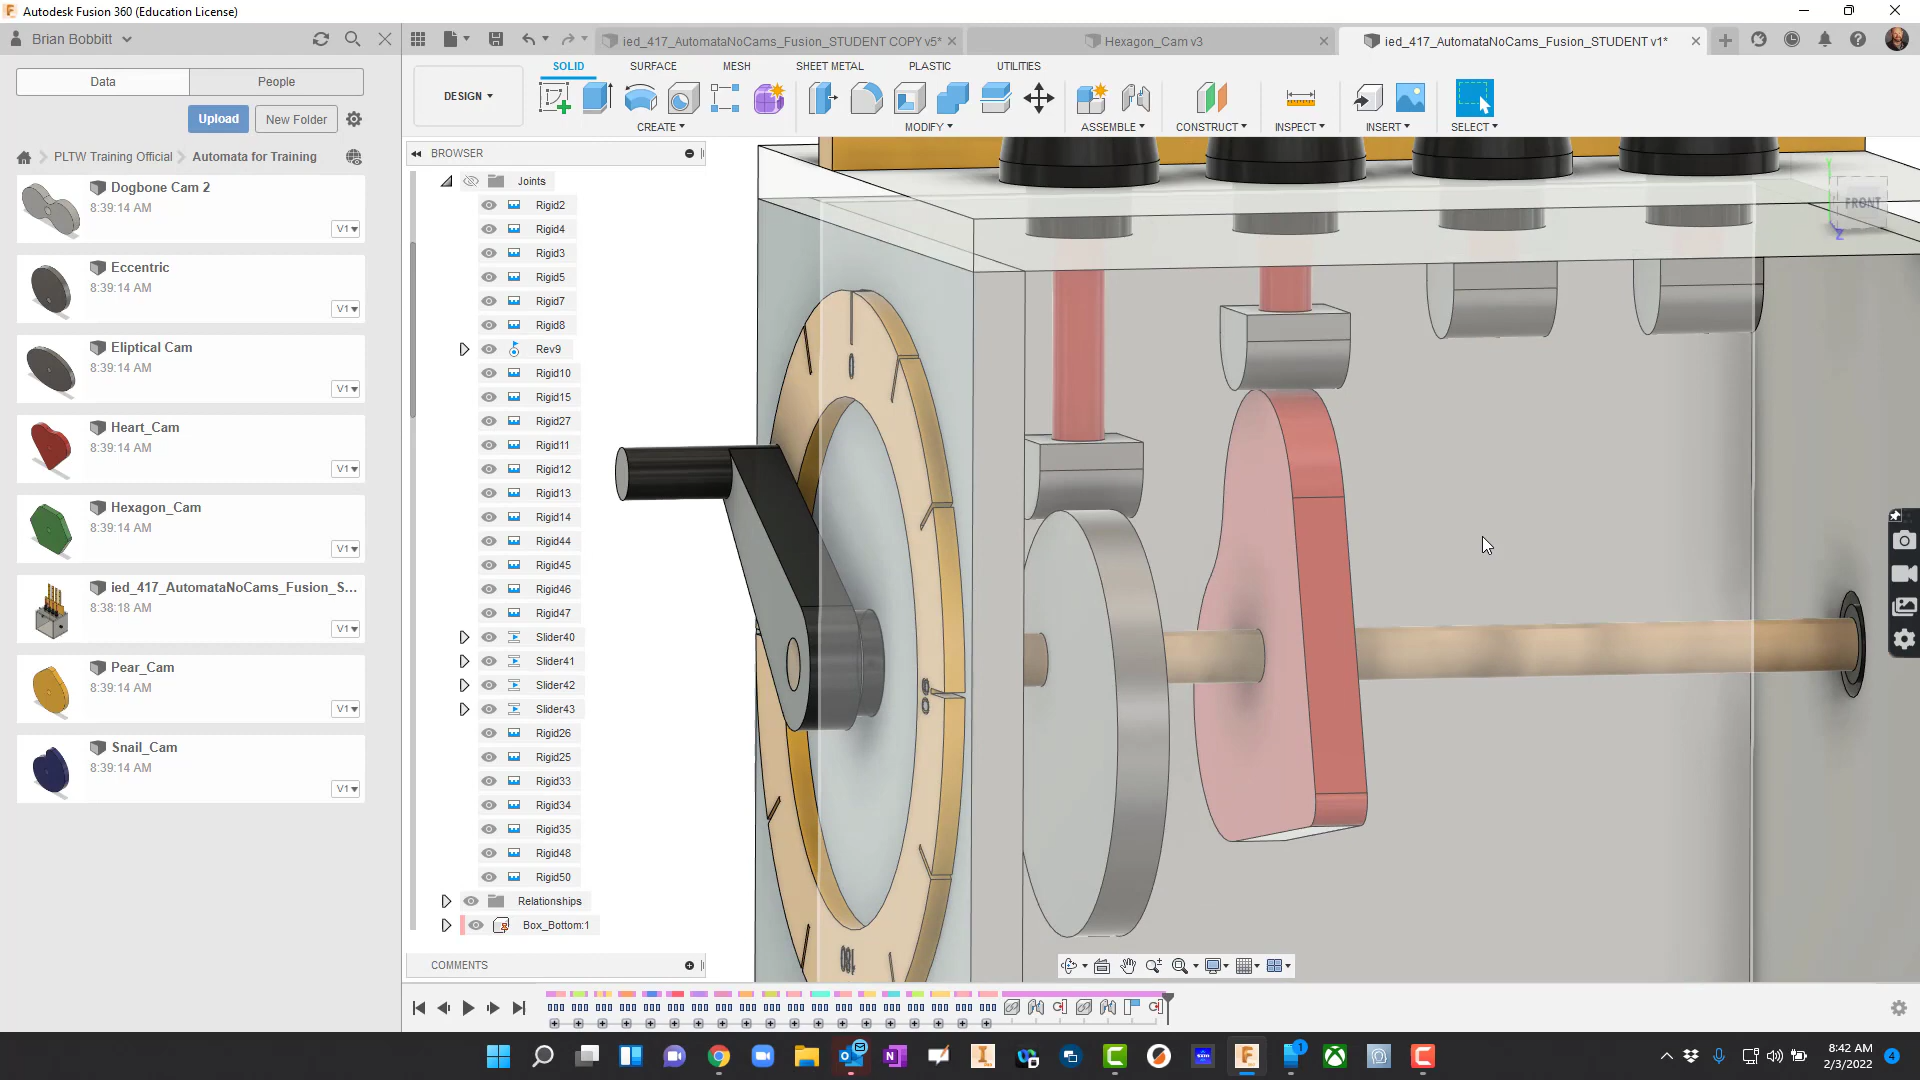 Autodesk Fusion 360 (Education License)
Brian Bobbitt
ied_417_AutomataNoCams_Fusion_STUDENT COPY v5*
Hexagon_Cam v3
ied_417_AutomataNoCams_Fusion_STUDENT v1*
Data
People
SOLID
SURFACE
MESH
SHEET METAL
PLASTIC
UTILITIES
DESIGN
Upload
New Folder
CREATE
MODIFY
ASSEMBLE
CONSTRUCT
INSPECT
INSERT
SELECT
PLTW Training Official
Automata for Training
BROWSER
Dogbone Cam 2
8:39:14 AM
V1
Eccentric
8:39:14 AM
V1
Eliptical Cam
8:39:14 AM
V1
Heart_Cam
8:39:14 AM
V1
Hexagon_Cam
8:39:14 AM
V1
ied_417_AutomataNoCams_Fusion_S...
8:38:18 AM
V1
Pear_Cam
8:39:14 AM
V1
Snail_Cam
8:39:14 AM
V1
Joints
Rigid2
Rigid4
Rigid3
Rigid5
Rigid7
Rigid8
Rev9
Rigid10
Rigid15
Rigid27
Rigid11
Rigid12
Rigid13
Rigid14
Rigid44
Rigid45
Rigid46
Rigid47
Slider40
Slider41
Slider42
Slider43
Rigid26
Rigid25
Rigid33
Rigid34
Rigid35
Rigid48
Rigid50
Relationships
Box_Bottom:1
COMMENTS
FRONT
Y
Z
0
90
180
8:42 AM
2/3/2022
4
1